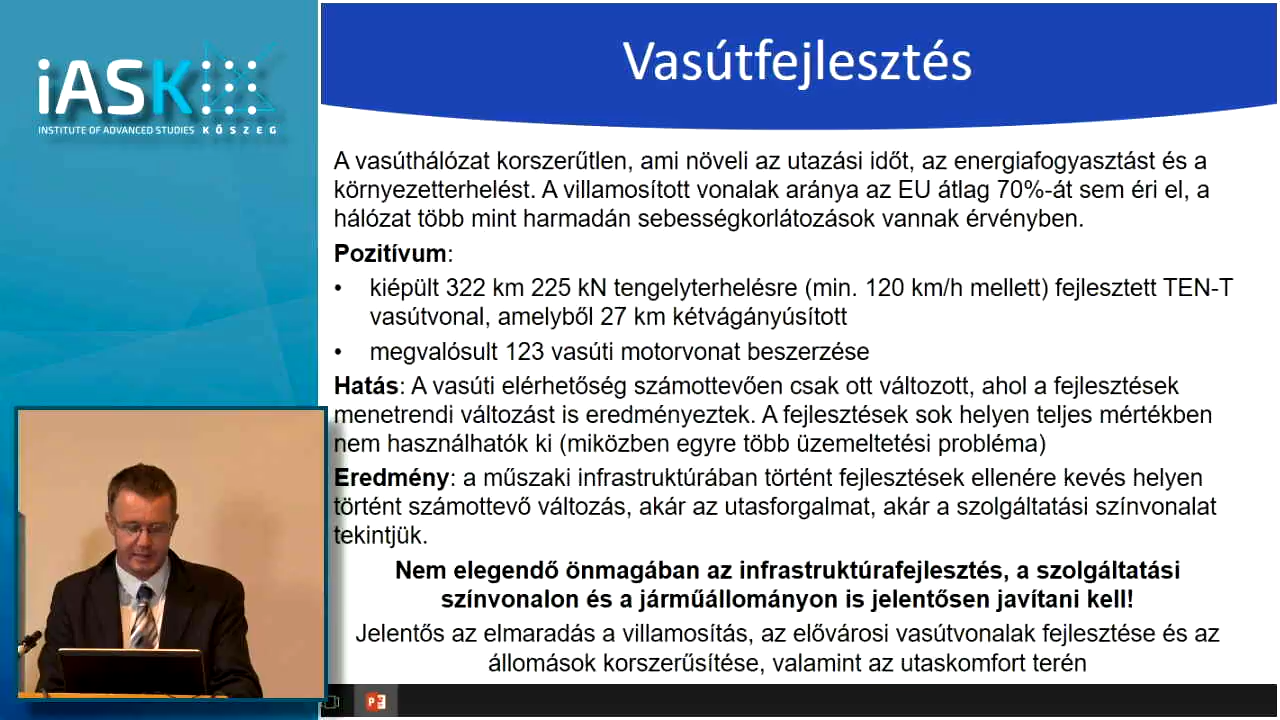 iASK
INSTITUTE OF ADVANCED STUDIES KŐSZEG
Vasútfejlesztés
A vasúthálózat korszerűtlen, ami növeli az utazási időt, az energiafogyasztást és a
környezetterhelést. A villamosított vonalak aránya az EU átlag 70%-át sem éri el, a
hálózat több mint harmadán sebességkorlátozások vannak érvényben.
Pozitívum:
• kiépült 322 km 225 kN tengelyterhelésre (min. 120 km/h mellett) fejlesztett TEN-T
vasútvonal, amelyből 27 km kétvágányúsított
• megvalósult 123 vasúti motorvonat beszerzése
Hatás: A vasúti elérhetőség számottevően csak ott változott, ahol a fejlesztések
menetrendi változást is eredményeztek. A fejlesztések sok helyen teljes mértékben
nem használhatók ki (miközben egyre több üzemeltetési probléma)
Eredmény: a műszaki infrastruktúrában történt fejlesztések ellenére kevés helyen
történt számottevő változás, akár az utasforgalmat, akár a szolgáltatási színvonalat
tekintjük.
Nem elegendő önmagában az infrastruktúrafejlesztés, a szolgáltatási
színvonalon és a járműállományon is jelentősen javítani kell!
Jelentős az elmaradás a villamosítás, az elővárosi vasútvonalak fejlesztése és az
állomások korszerűsítése, valamint az utaskomfort terén